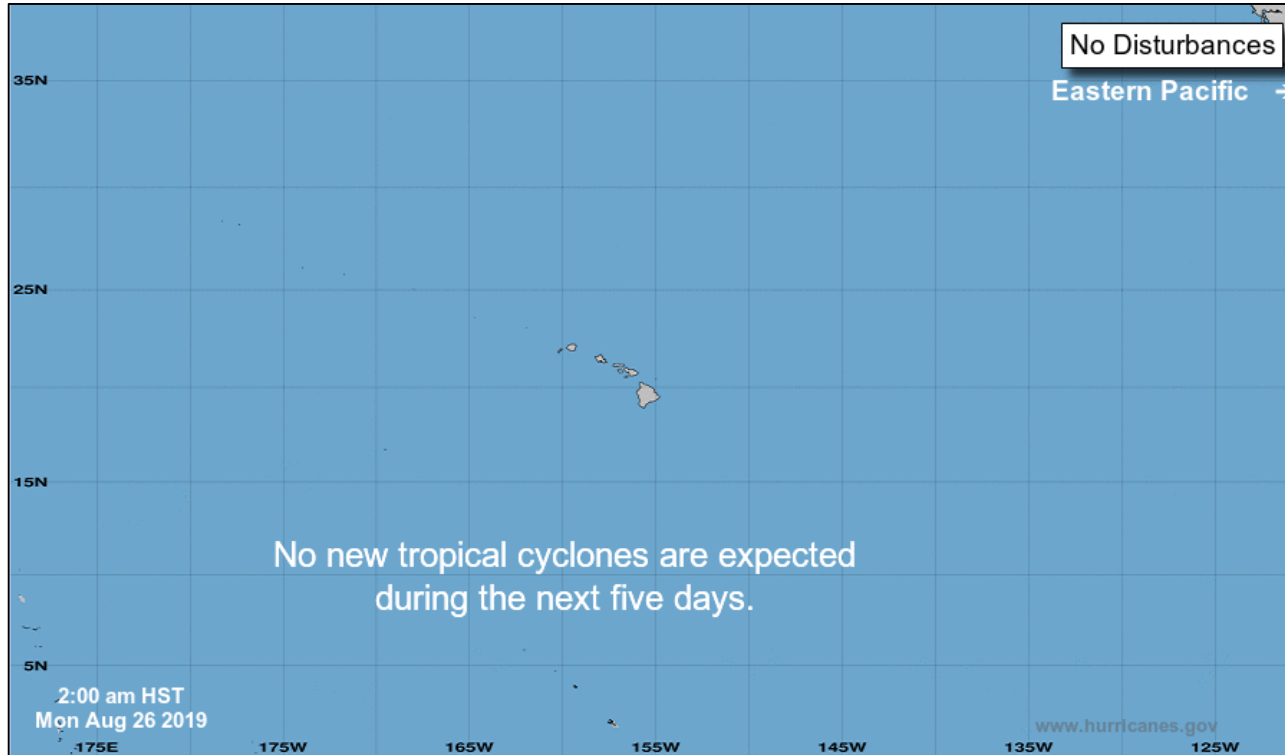 No Disturbances
35N
Eastern Pacific →
25N
15N
No new tropical cyclones are expected
during the next five days.
5N
2:00 am HST
Mon Aug 26 2019
www.hurricanes.gov
175E 175W 165W 155W 145W 135W 125W